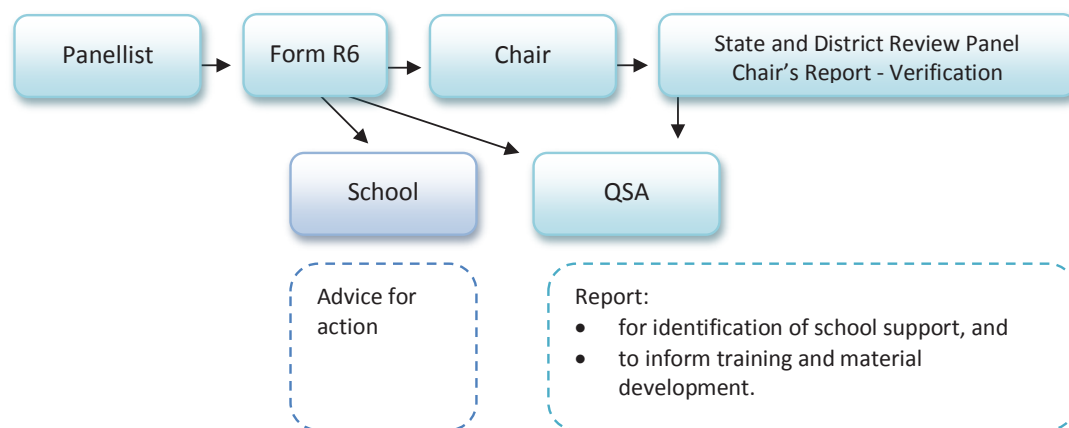 Panellist
Form R6
Chair
State and District Review Panel
Chair’s Report - Verification
School
QSA
Advice for
action
Report:
• for identification of school support, and
• to inform training and material
development.